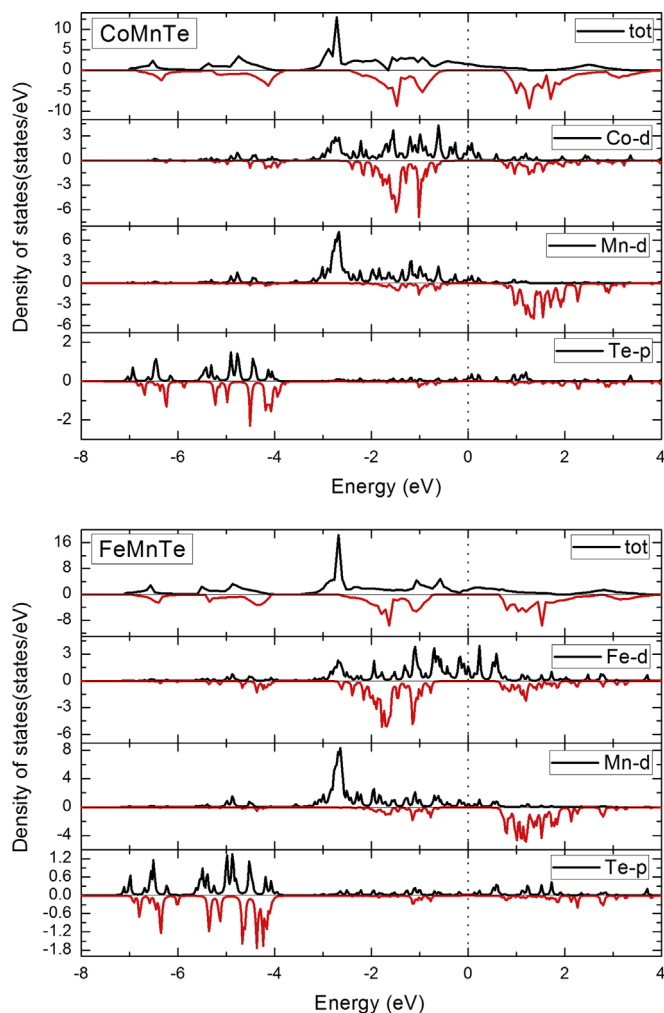 CoMnTe
tot
10
5
0
-5
-10
Co-d
3
0
-3
-6
Mn-d
6
3
0
-3
-6
Te-p
2
0
-2
-8 -6 -4 -2 0 2 4
Energy (eV)
Density of states(states/eV)
FeMnTe
tot
16
8
0
-8
Fe-d
3
0
-3
-6
Mn-d
8
4
0
-4
Te-p
1.2
0.6
0.0
-0.6
-1.2
-1.8
-8 -6 -4 -2 0 2 4
Energy (eV)
Density of states(states/eV)